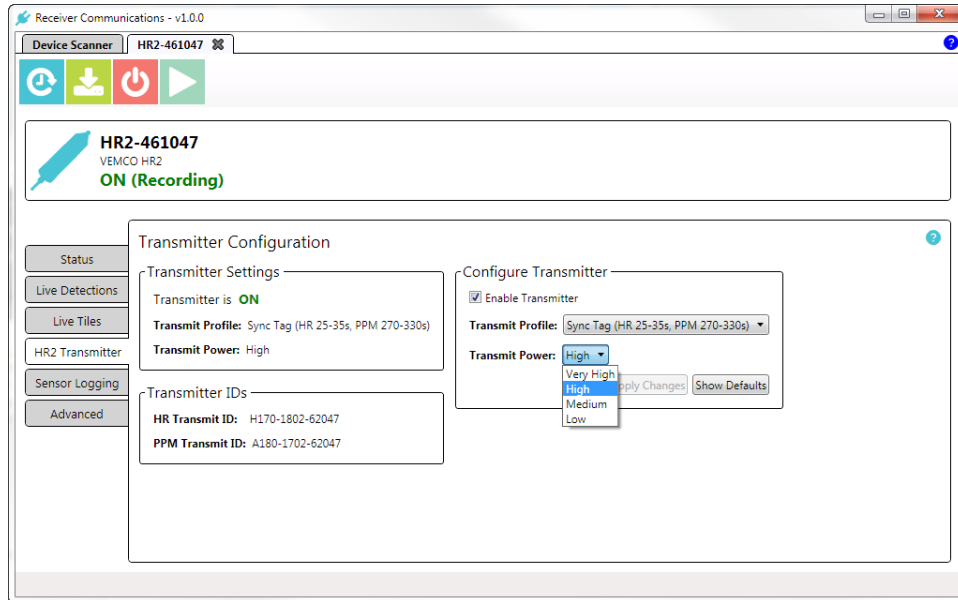 Receiver Communications - v1.0.0
Device Scanner
HR2-461047
?
HR2-461047
VEMCO HR2
ON (Recording)
Status
Live Detections
Live Tiles
HR2 Transmitter
Sensor Logging
Advanced
Transmitter Configuration
?
Transmitter Settings
Transmitter is ON
Transmit Profile: Sync Tag (HR 25-35s, PPM 270-330s)
Transmit Power: High
Transmitter IDs
HR Transmit ID: H170-1802-62047
PPM Transmit ID: A180-1702-62047
Configure Transmitter
Enable Transmitter
Transmit Profile: Sync Tag (HR 25-35s, PPM 270-330s)
Transmit Power: High
Very High
High
Medium
Low
Changes
Show Defaults